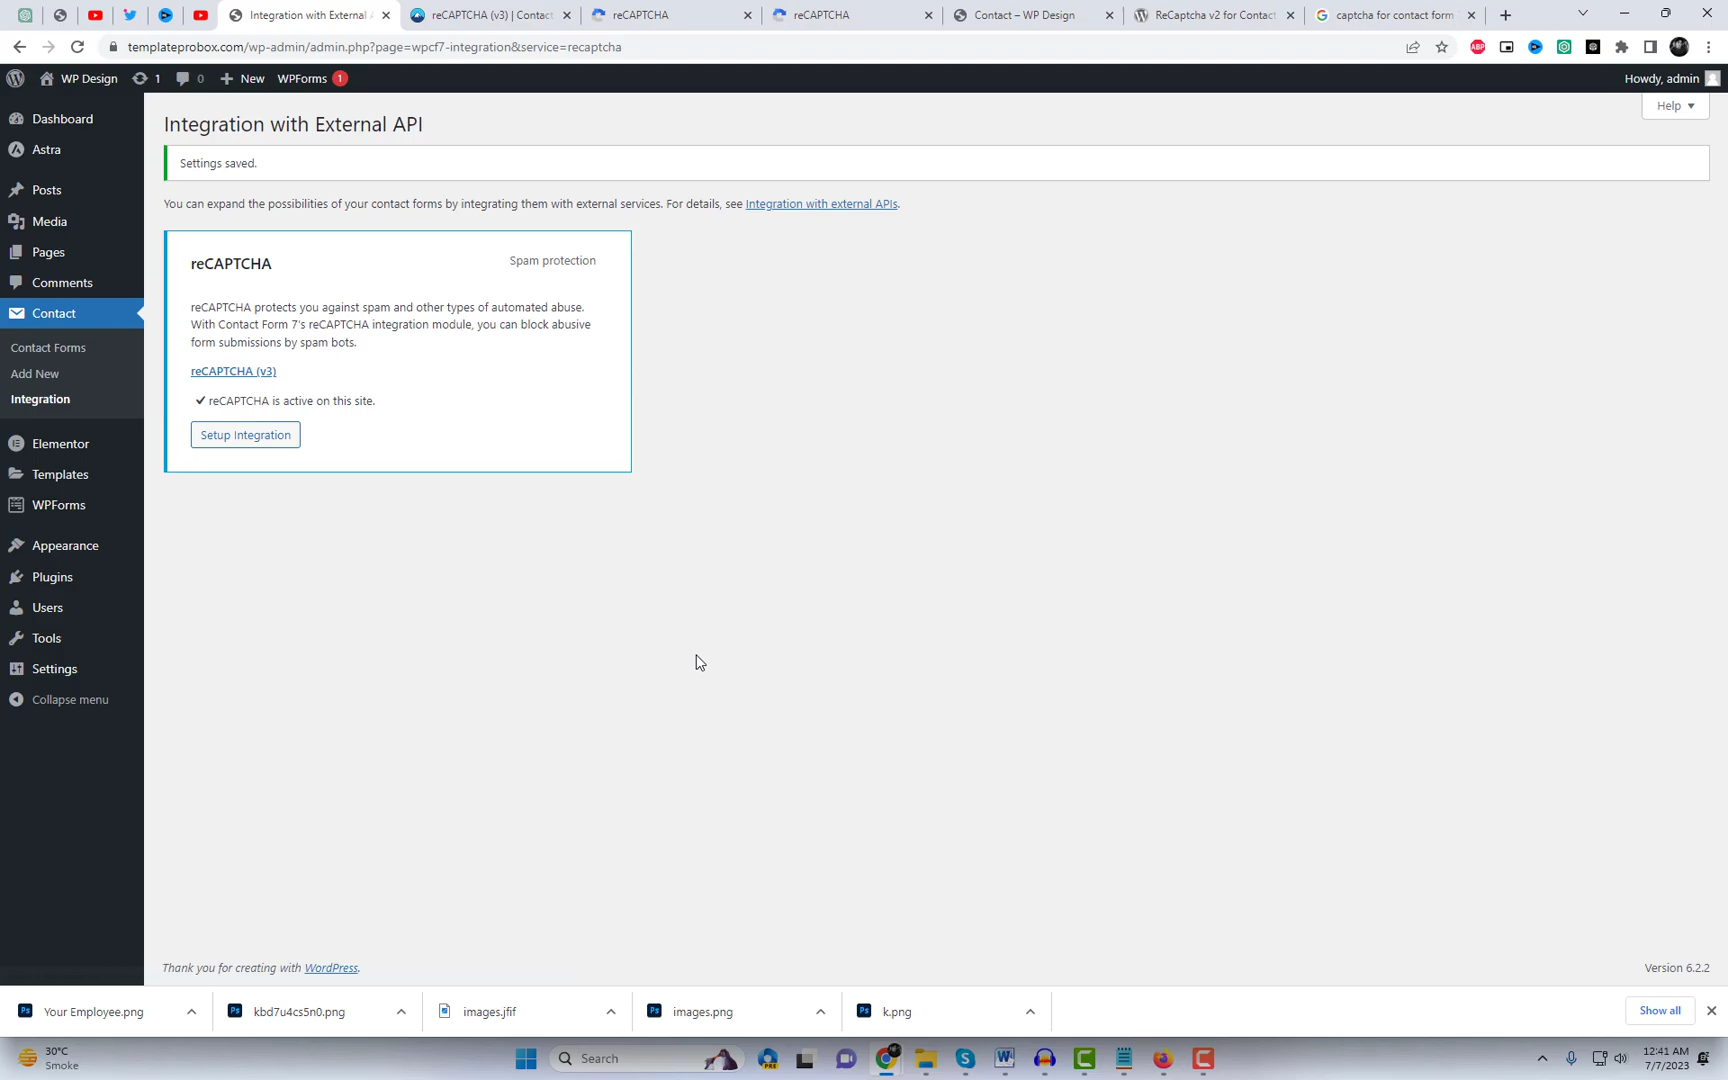 Integration with External A
reCAPTCHA (v3) | Contact
reCAPTCHA
reCAPTCHA
Contact – WP Design
ReCaptcha v2 for Contact
captcha for contact form
templateprobox.com/wp-admin/admin.php?page=wpcf7-integration&service=recaptcha
ABP
WP Design
1
0
New
WPForms 1
Howdy, admin
Help
Dashboard
Astra
Posts
Media
Pages
Comments
Contact
Contact Forms
Add New
Integration
Elementor
Templates
WPForms
Appearance
Plugins
Users
Tools
Settings
Collapse menu
Integration with External API
Settings saved.
You can expand the possibilities of your contact forms by integrating them with external services. For details, see Integration with external APIs.
reCAPTCHA
Spam protection
reCAPTCHA protects you against spam and other types of automated abuse.
With Contact Form 7's reCAPTCHA integration module, you can block abusive
form submissions by spam bots.
reCAPTCHA (v3)
reCAPTCHA is active on this site.
Setup Integration
Thank you for creating with WordPress.
Version 6.2.2
Your Employee.png
kbd7u4cs5n0.png
images.jfif
images.png
k.png
Show all
30°C
Smoke
Search
PRE
12:41 AM
7/7/2023